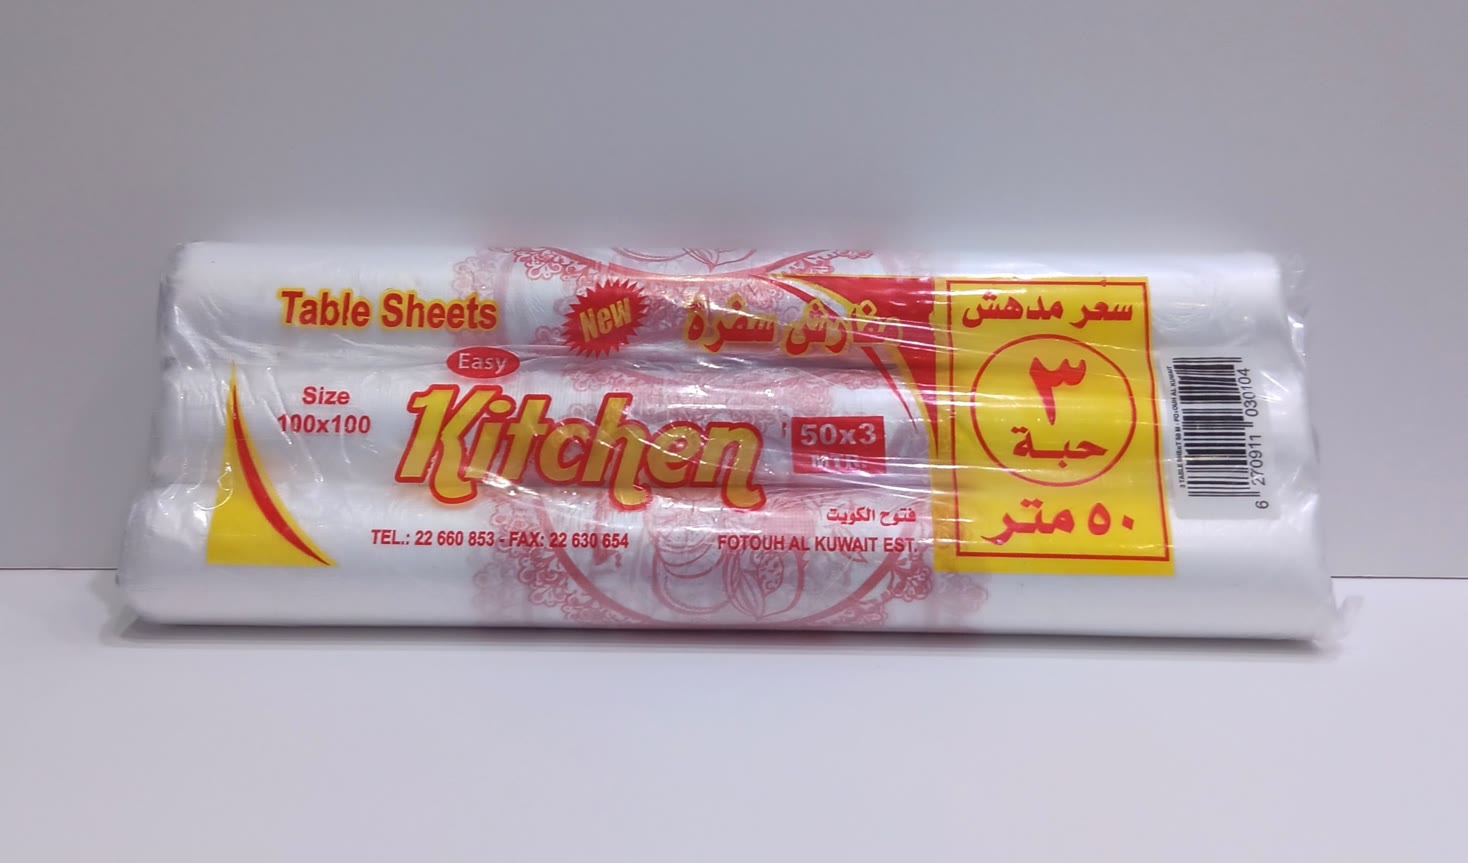 Table Sheets
New
مفارش سفرة
Easy
Kitchen
Size
100x100
50x3
فتوح الكويت
TEL.: 22 660 853 - FAX: 22 630 654
FOTOUH AL KUWAIT EST.
سعر مدهش
٣
حبة
٥٠ متر
6 270911 030104